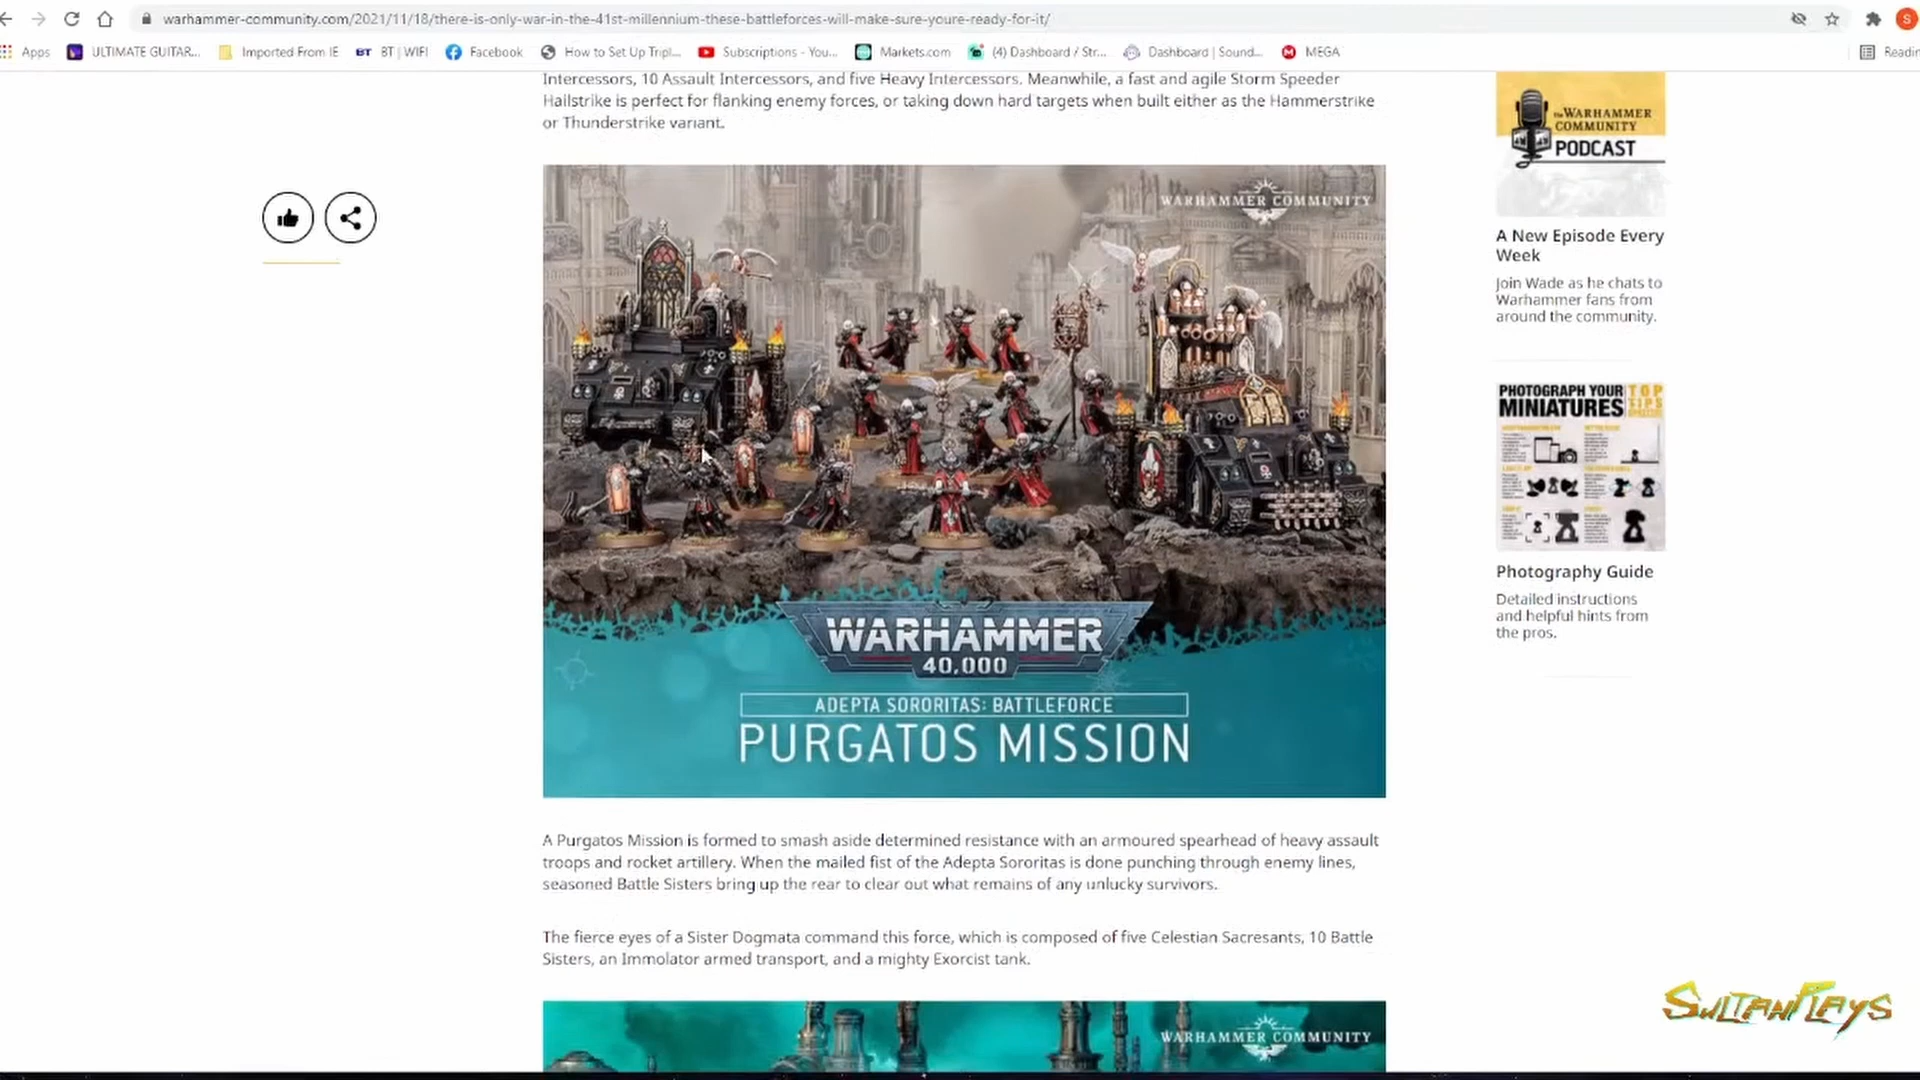 warhammer-community.com/2021/11/18/there-is-only-war-in-the-41st-millennium-these-battleforces-will-make-sure-youre-ready-for-it/
S
Apps
ULTIMATE GUITAR...
Imported From IE
BT | WIFI
Facebook
How to Set Up Tripl...
Subscriptions - You...
Markets.com
(4) Dashboard / Str...
Dashboard | Sound...
MEGA
Readin
Intercessors, 10 Assault Intercessors, and five Heavy Intercessors. Meanwhile, a fast and agile Storm Speeder
Hailstrike is perfect for flanking enemy forces, or taking down hard targets when built either as the Hammerstrike
or Thunderstrike variant.
WARHAMMER COMMUNITY
WARHAMMER
40,000
ADEPTA SORORITAS: BATTLEFORCE
PURGATOS MISSION
A Purgatos Mission is formed to smash aside determined resistance with an armoured spearhead of heavy assault
troops and rocket artillery. When the mailed fist of the Adepta Sororitas is done punching through enemy lines,
seasoned Battle Sisters bring up the rear to clear out what remains of any unlucky survivors.
The fierce eyes of a Sister Dogmata command this force, which is composed of five Celestian Sacresants, 10 Battle
Sisters, an Immolator armed transport, and a mighty Exorcist tank.
WARHAMMER COMMUNITY
the WARHAMMER
COMMUNITY
PODCAST
A New Episode Every
Week
Join Wade as he chats to
Warhammer fans from
around the community.
PHOTOGRAPH YOUR
MINIATURES
TOP
TIPS
Photography Guide
Detailed instructions
and helpful hints from
the pros.
SULTANPLAYS